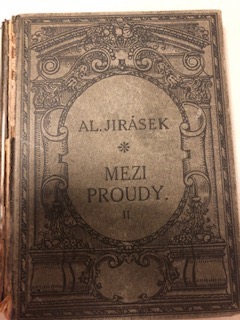 AL. JIRÁSEK
*
MEZI
PROUDY.
II